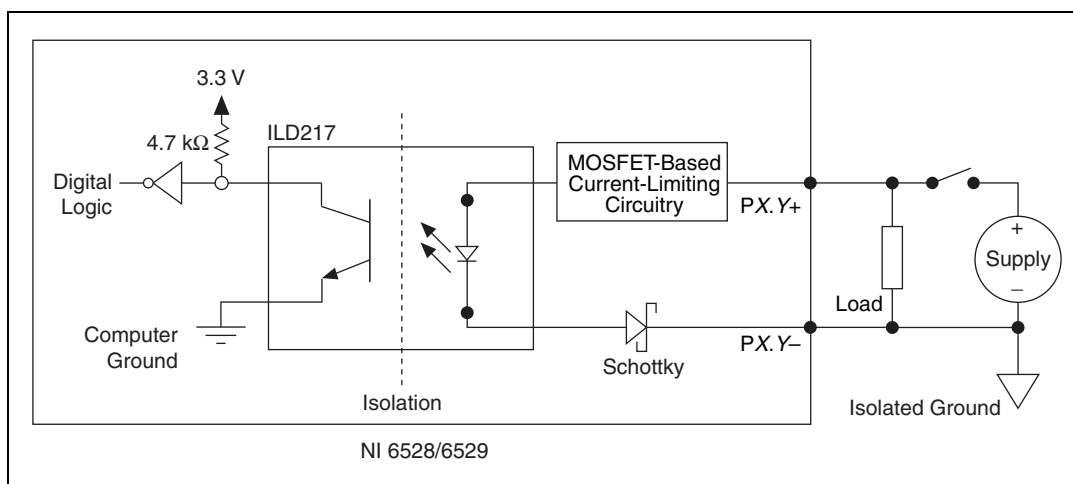 3.3 V
4.7 kΩ
ILD217
Digital
Logic
MOSFET-Based
Current-Limiting
Circuitry
PX.Y+
+
Supply
–
Load
Computer
Ground
Schottky
PX.Y–
Isolated Ground
Isolation
NI 6528/6529